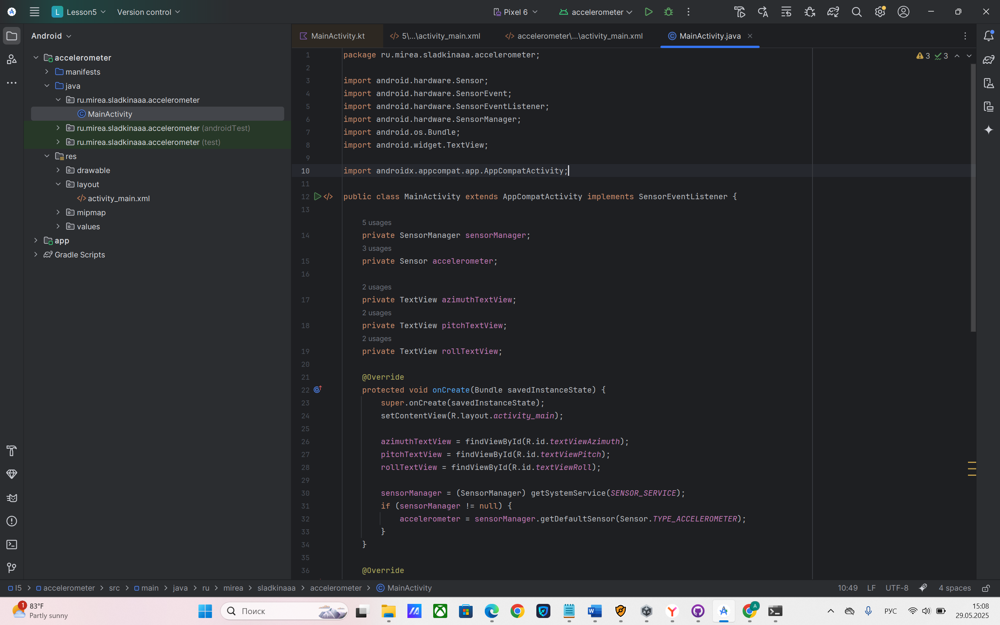 L Lesson5 Version control Pixel 6 accelerometer
Android
accelerometer
manifests
java
ru.mirea.sladkinaaa.accelerometer
MainActivity
ru.mirea.sladkinaaa.accelerometer (androidTest)
ru.mirea.sladkinaaa.accelerometer (test)
res
drawable
layout
activity_main.xml
mipmap
values
app
Gradle Scripts
MainActivity.kt 5\...\activity_main.xml accelerometer\...\activity_main.xml MainActivity.java
3 3
1 package ru.mirea.sladkinaaa.accelerometer;
2
3 import android.hardware.Sensor;
4 import android.hardware.SensorEvent;
5 import android.hardware.SensorEventListener;
6 import android.hardware.SensorManager;
7 import android.os.Bundle;
8 import android.widget.TextView;
9
10 import androidx.appcompat.app.AppCompatActivity;
11
12 public class MainActivity extends AppCompatActivity implements SensorEventListener {
13
5 usages
14 private SensorManager sensorManager;
3 usages
15 private Sensor accelerometer;
16
2 usages
17 private TextView azimuthTextView;
2 usages
18 private TextView pitchTextView;
2 usages
19 private TextView rollTextView;
20
21 @Override
22 protected void onCreate(Bundle savedInstanceState) {
23 super.onCreate(savedInstanceState);
24 setContentView(R.layout.activity_main);
25
26 azimuthTextView = findViewById(R.id.textViewAzimuth);
27 pitchTextView = findViewById(R.id.textViewPitch);
28 rollTextView = findViewById(R.id.textViewRoll);
29
30 sensorManager = (SensorManager) getSystemService(SENSOR_SERVICE);
31 if (sensorManager != null) {
32 accelerometer = sensorManager.getDefaultSensor(Sensor.TYPE_ACCELEROMETER);
33 }
34 }
35
36 @Override
l5 > accelerometer > src > main > java > ru > mirea > sladkinaaa > accelerometer > MainActivity
10:49 LF UTF-8 4 spaces
1 83°F
Partly sunny
Поиск
A
РУС
15:08
29.05.2025